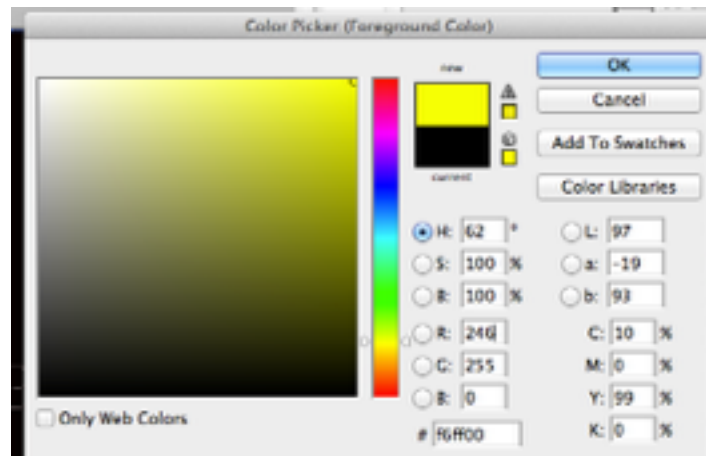 Color Picker (Foreground Color)
new
current
OK
Cancel
Add To Swatches
Color Libraries
H: 62 °
S: 100 %
B: 100 %
R: 246
G: 255
B: 0
# f6ff00
L: 97
a: -19
b: 93
C: 10 %
M: 0 %
Y: 99 %
K: 0 %
Only Web Colors